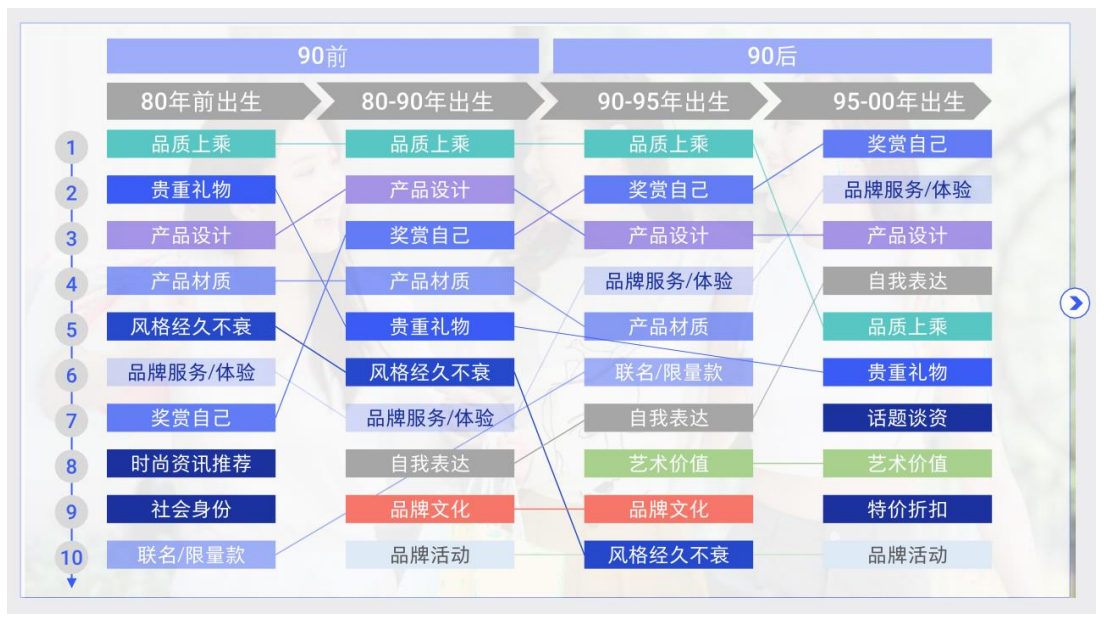 90前 90后
80年前出生 80-90年出生 90-95年出生 95-00年出生
1 品质上乘 品质上乘 品质上乘 奖赏自己
2 贵重礼物 产品设计 奖赏自己 品牌服务/体验
3 产品设计 奖赏自己 产品设计 产品设计
4 产品材质 产品材质 品牌服务/体验 自我表达
5 风格经久不衰 贵重礼物 产品材质 品质上乘
6 品牌服务/体验 风格经久不衰 联名/限量款 贵重礼物
7 奖赏自己 品牌服务/体验 自我表达 话题谈资
8 时尚资讯推荐 自我表达 艺术价值 艺术价值
9 社会身份 品牌文化 品牌文化 特价折扣
10 联名/限量款 品牌活动 风格经久不衰 品牌活动